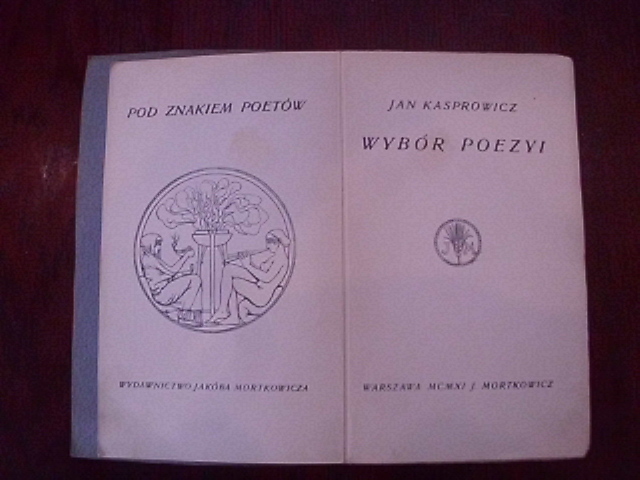 POD ZNAKIEM POETÓW
WYDAWNICTWO JAKÓBA MORTKOWICZA
JAN KASPROWICZ
WYBÓR POEZYI
WARSZAWA MCMXI J. MORTKOWICZ